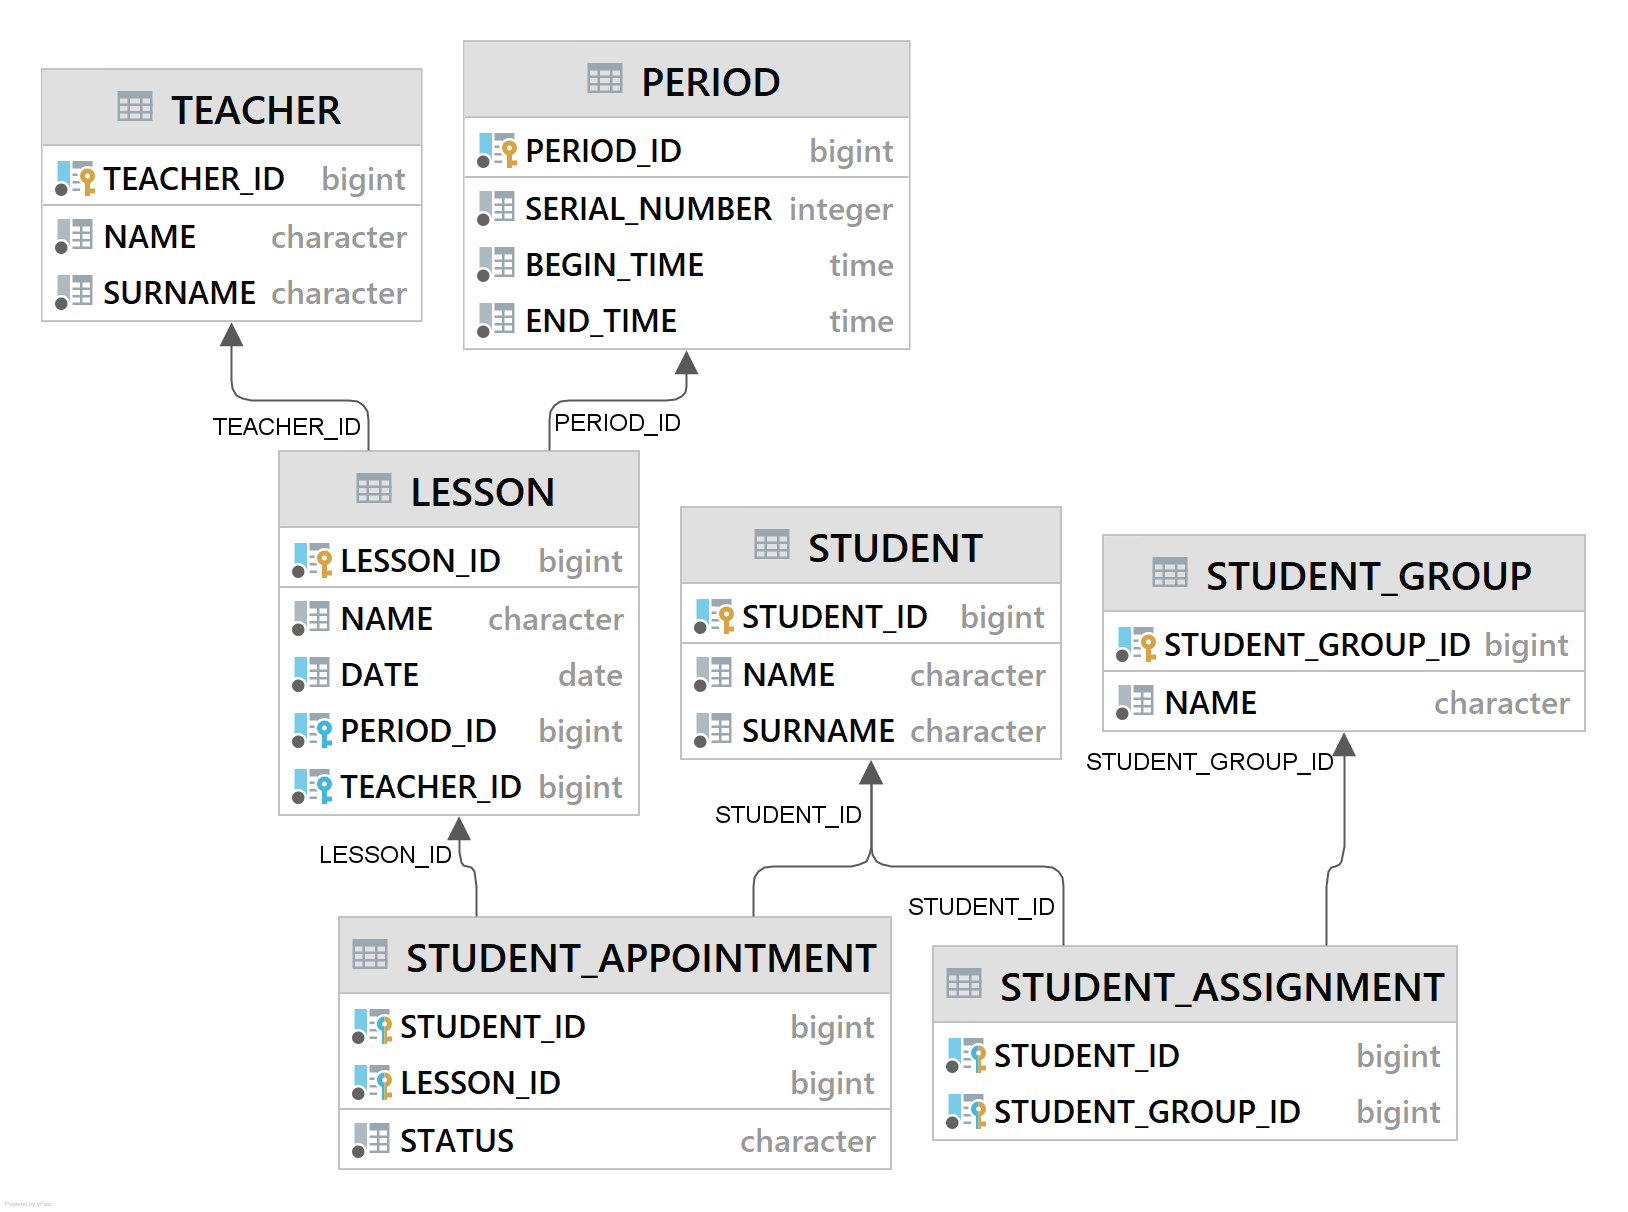 TEACHER
TEACHER_ID bigint
NAME character
SURNAME character
PERIOD
PERIOD_ID bigint
SERIAL_NUMBER integer
BEGIN_TIME time
END_TIME time
TEACHER_ID
PERIOD_ID
LESSON
LESSON_ID bigint
NAME character
DATE date
PERIOD_ID bigint
TEACHER_ID bigint
STUDENT
STUDENT_ID bigint
NAME character
SURNAME character
STUDENT_GROUP
STUDENT_GROUP_ID bigint
NAME character
LESSON_ID
STUDENT_ID
STUDENT_ID
STUDENT_GROUP_ID
STUDENT_APPOINTMENT
STUDENT_ID bigint
LESSON_ID bigint
STATUS character
STUDENT_ASSIGNMENT
STUDENT_ID bigint
STUDENT_GROUP_ID bigint
Powered by yFiles